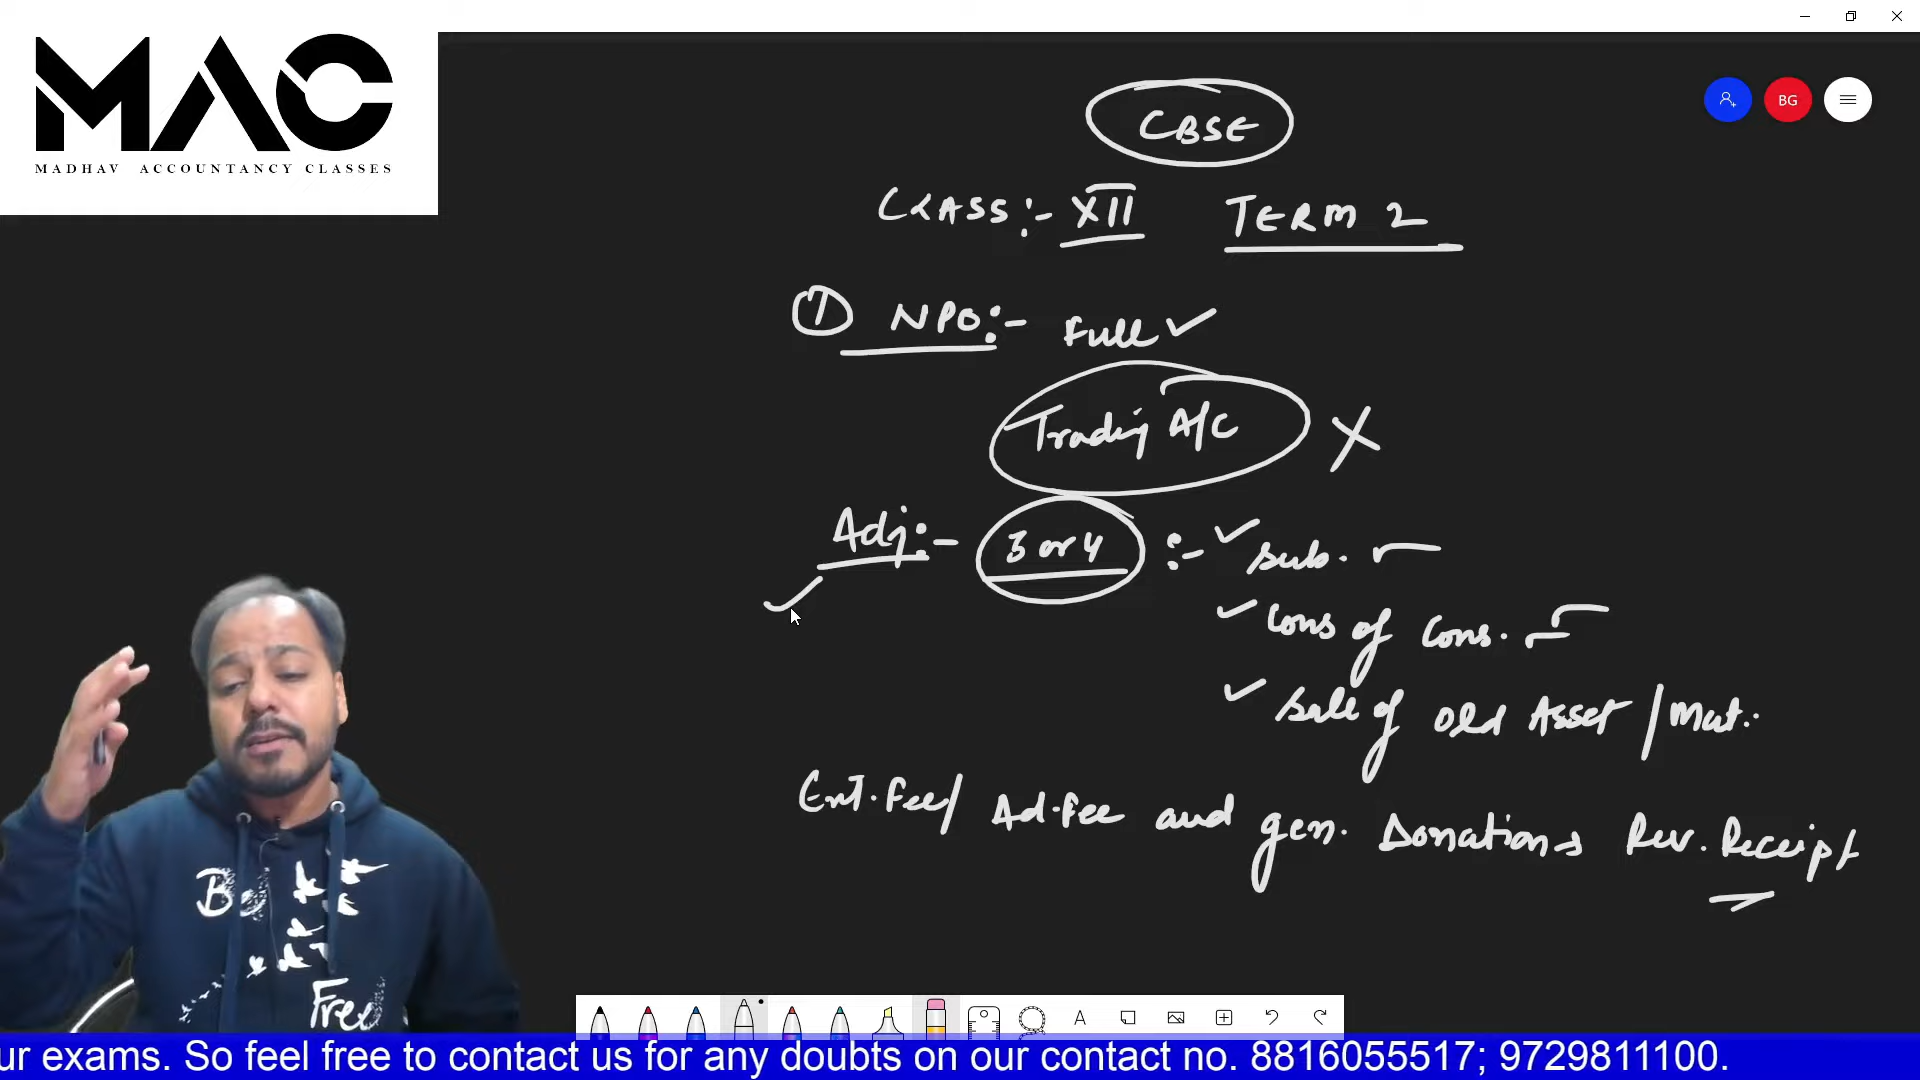 MAC
MADHAV ACCOUNTANCY CLASSES
BG
CBSE
CLASS:- XII TERM 2
① NPO:- Full ✓
Trading A/C X
Adj:- 3 or 4 :- ✓ Sub.
✓ Cons of Cons.
✓ Sale of Old Asset / Mat..
Ent. Fee/ Ad. Fee and gen. Donations Rev. Receipt
Be
Free
A
ur exams. So feel free to contact us for any doubts on our contact no. 8816055517; 9729811100.